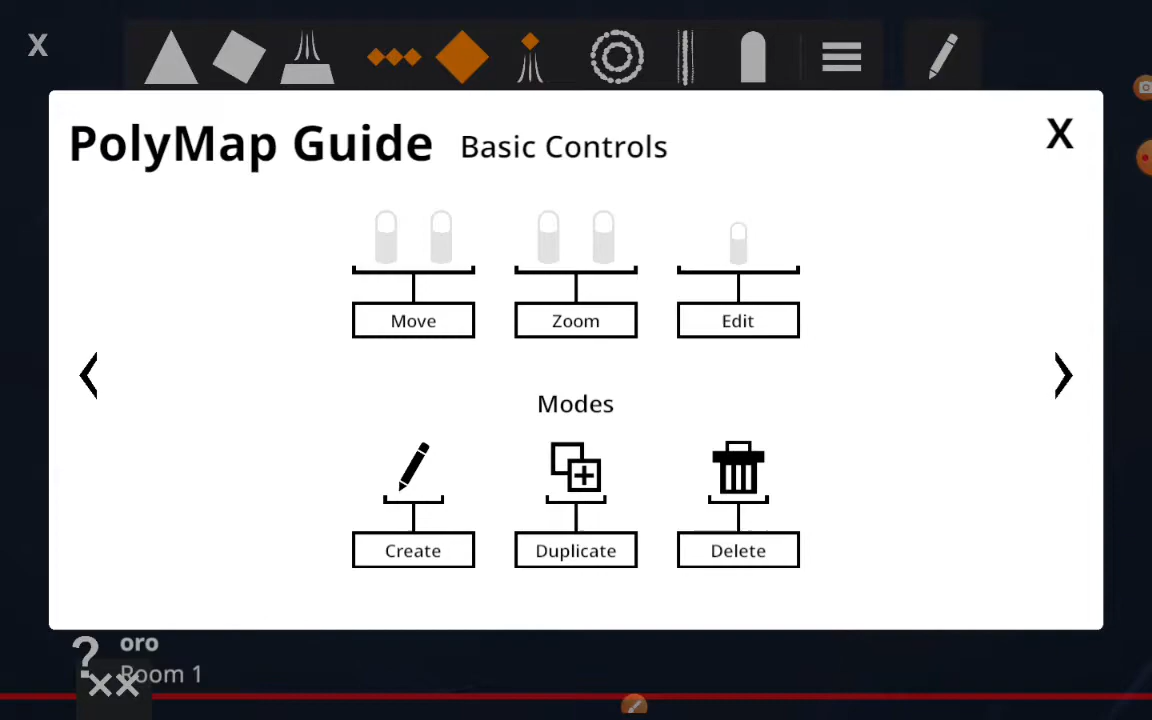 X
PolyMap Guide Basic Controls X
Move Zoom Edit
Modes
Create Duplicate Delete
? oro
Room 1